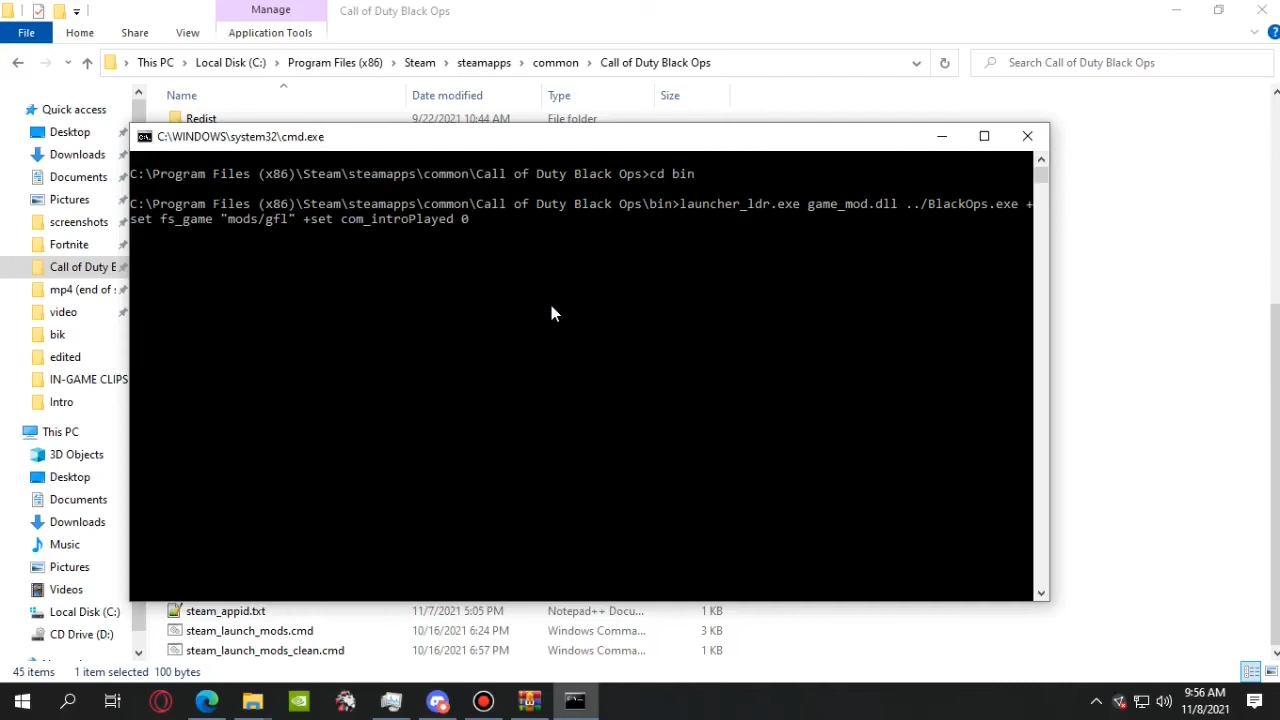 Manage
Call of Duty Black Ops
File
Home
Share
View
Application Tools
This PC
Local Disk (C:)
Program Files (x86)
Steam
steamapps
common
Call of Duty Black Ops
Search Call of Duty Black Ops
Name
Date modified
Type
Size
Quick access
Desktop
Downloads
Documents
Pictures
screenshots
Fortnite
Call of Duty B
mp4 (end of s
video
bik
edited
IN-GAME CLIPS
Intro
This PC
3D Objects
Desktop
Documents
Downloads
Music
Pictures
Videos
Local Disk (C:)
CD Drive (D:)
Redist
9/22/2021 10:44 AM
File folder
C:\WINDOWS\system32\cmd.exe
C:\Program Files (x86)\Steam\steamapps\common\Call of Duty Black Ops>cd bin
C:\Program Files (x86)\Steam\steamapps\common\Call of Duty Black Ops\bin>launcher_ldr.exe game_mod.dll ../BlackOps.exe +
set fs_game "mods/gfl" +set com_introPlayed 0
steam_appid.txt
11/7/2021 5:05 PM
Notepad++ Docu...
1 KB
steam_launch_mods.cmd
10/16/2021 6:24 PM
Windows Comma...
3 KB
steam_launch_mods_clean.cmd
10/16/2021 6:57 PM
Windows Comma...
1 KB
45 items
1 item selected
100 bytes
9:56 AM
11/8/2021